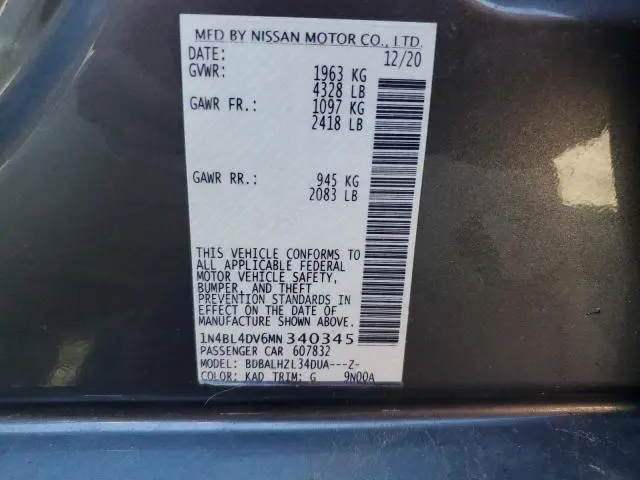 MFD BY NISSAN MOTOR CO., LTD.
DATE: 12/20
GVWR: 1963 KG
4328 LB
GAWR FR.: 1097 KG
2418 LB
GAWR RR.: 945 KG
2083 LB
THIS VEHICLE CONFORMS TO
ALL APPLICABLE FEDERAL
MOTOR VEHICLE SAFETY,
BUMPER, AND THEFT
PREVENTION STANDARDS IN
EFFECT ON THE DATE OF
MANUFACTURE SHOWN ABOVE.
1N4BL4DV6MN340345
PASSENGER CAR 607832
MODEL: BDBALHZL34DUA---Z-
COLOR: KAD TRIM: G 9N00A